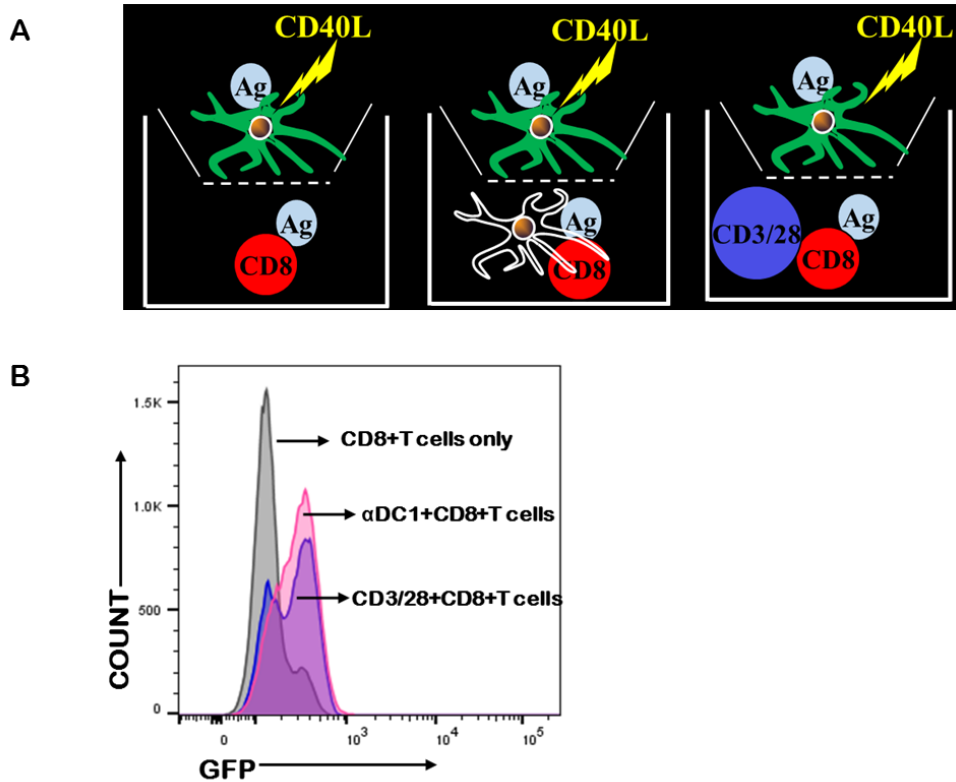 A
CD40L
Ag
Ag
CD8
CD40L
Ag
Ag
CD8
CD40L
Ag
CD3/28
Ag
CD8
B
1.5K
1.0K
500
0
COUNT
CD8+T cells only
αDC1+CD8+T cells
CD3/28+CD8+T cells
0
10³
10⁴
10⁵
GFP